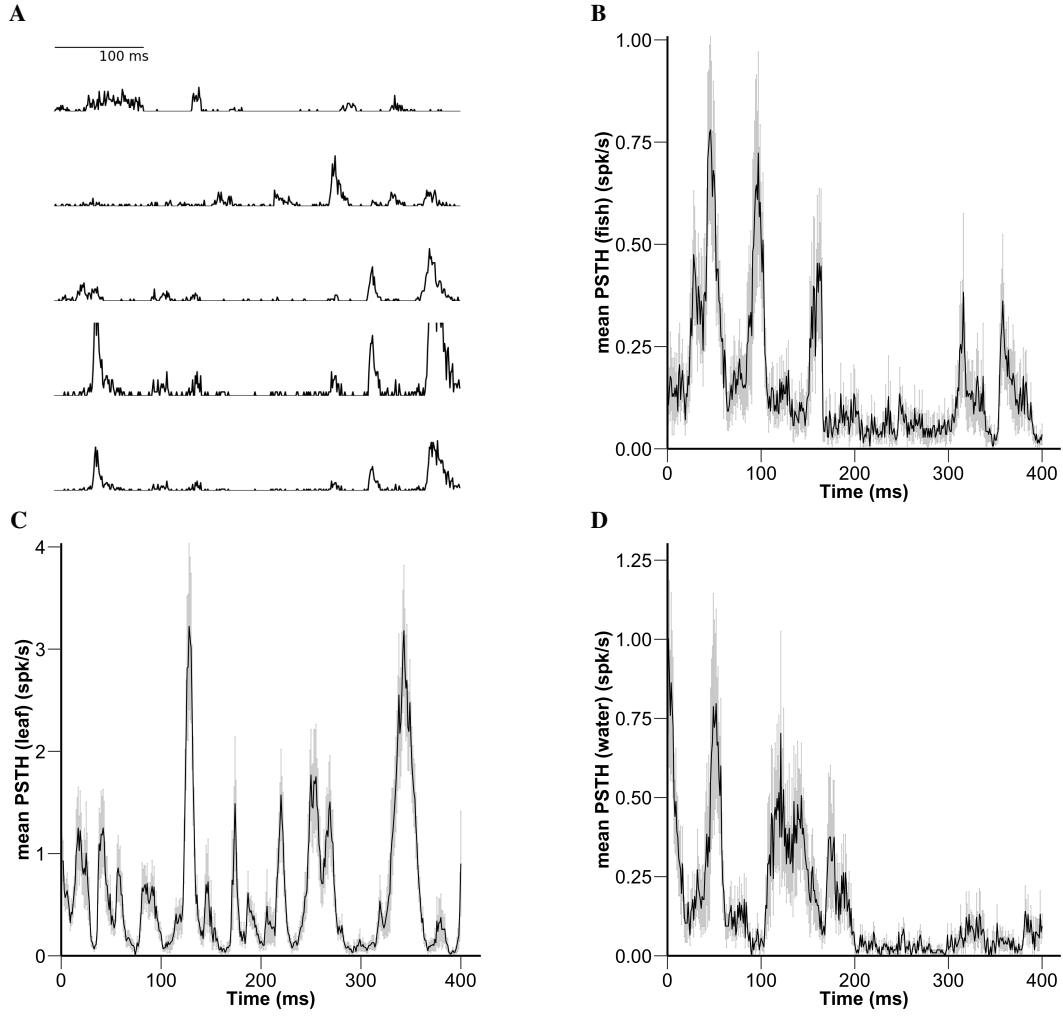 A
100 ms
B
1.00
0.75
0.50
0.25
0.00
mean PSTH (fish) (spk/s)
0 100 200 300 400
Time (ms)
C
4
3
2
1
0
mean PSTH (leaf) (spk/s)
0 100 200 300 400
Time (ms)
D
1.25
1.00
0.75
0.50
0.25
0.00
mean PSTH (water) (spk/s)
0 100 200 300 400
Time (ms)